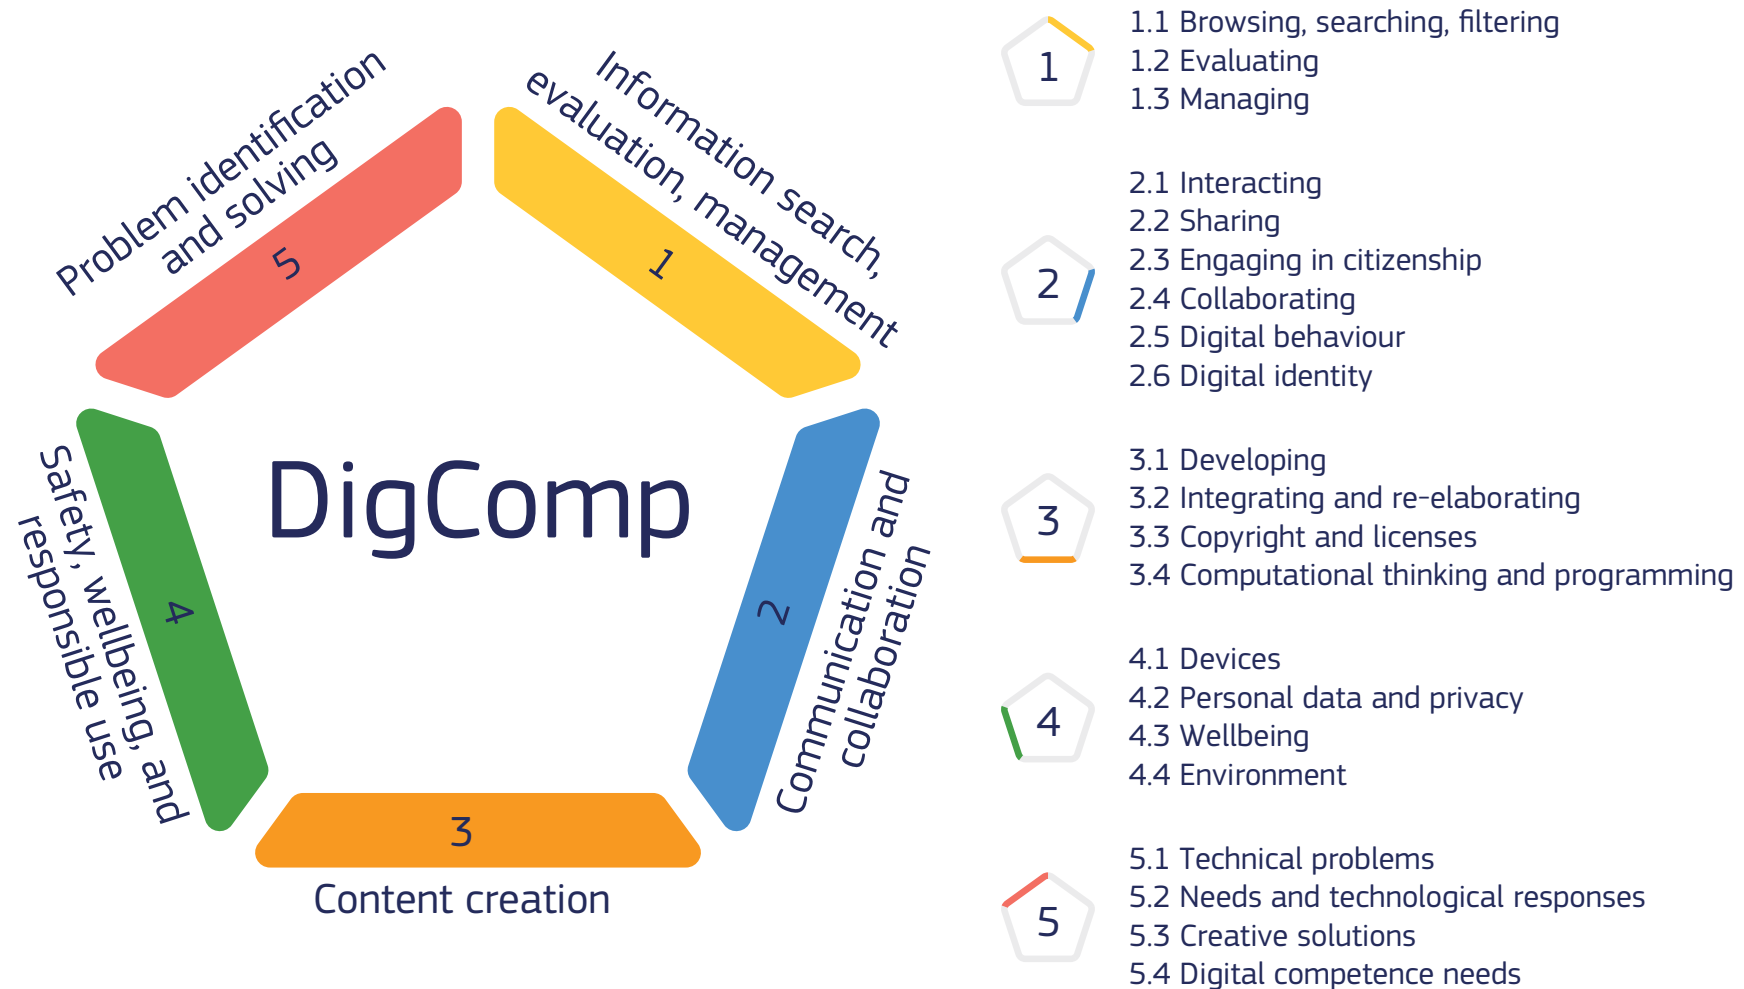 Problem identification
and solving
5
Information search,
evaluation, management
1
Safety, wellbeing, and
responsible use
4
DigComp
Communication and
collaboration
2
3
Content creation
1
1.1 Browsing, searching, filtering
1.2 Evaluating
1.3 Managing
2
2.1 Interacting
2.2 Sharing
2.3 Engaging in citizenship
2.4 Collaborating
2.5 Digital behaviour
2.6 Digital identity
3
3.1 Developing
3.2 Integrating and re-elaborating
3.3 Copyright and licenses
3.4 Computational thinking and programming
4
4.1 Devices
4.2 Personal data and privacy
4.3 Wellbeing
4.4 Environment
5
5.1 Technical problems
5.2 Needs and technological responses
5.3 Creative solutions
5.4 Digital competence needs